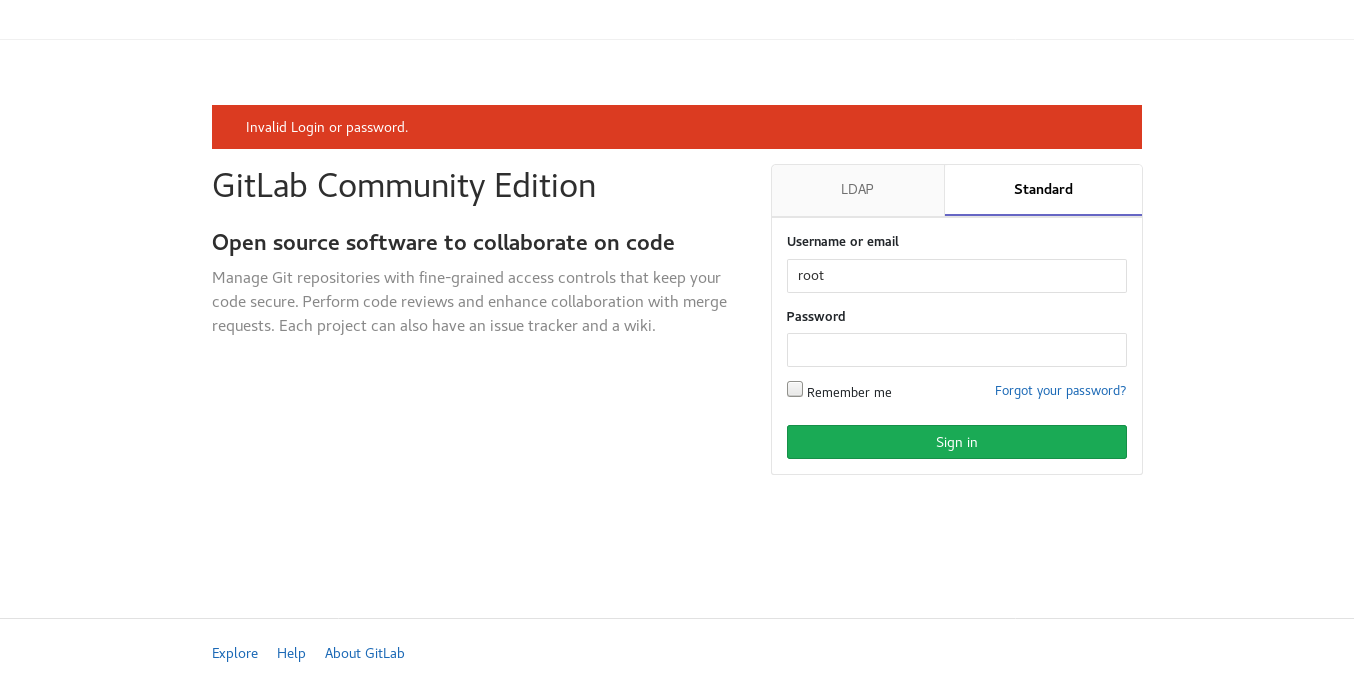 Invalid Login or password.
GitLab Community Edition
Open source software to collaborate on code
Manage Git repositories with fine-grained access controls that keep your
code secure. Perform code reviews and enhance collaboration with merge
requests. Each project can also have an issue tracker and a wiki.
LDAP
Standard
Username or email
root
Password
Remember me
Forgot your password?
Sign in
Explore
Help
About GitLab